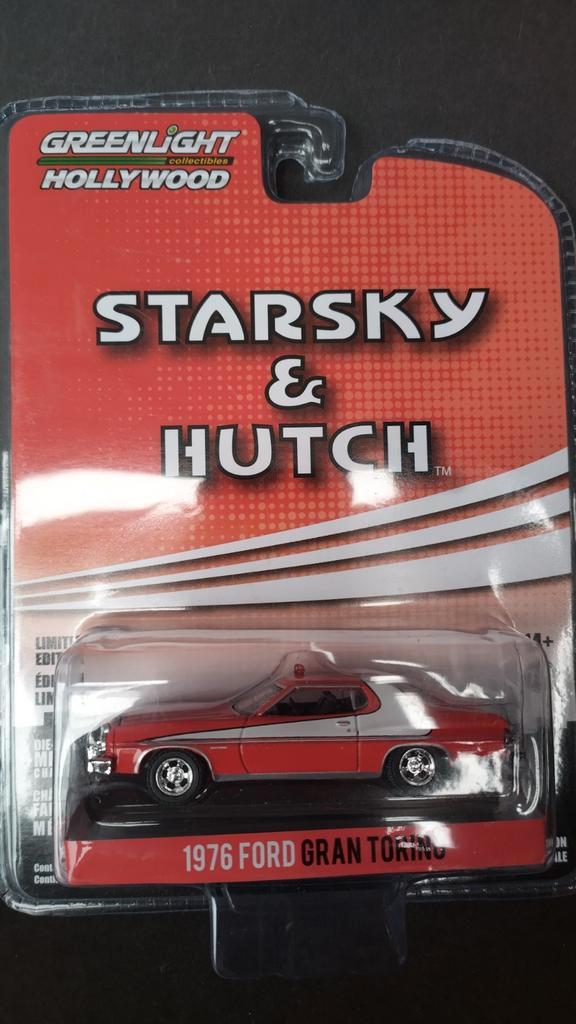 GREENLIGHT
collectibles
HOLLYWOOD
STARSKY
&
HUTCH
TM
1976 FORD GRAN TORINO